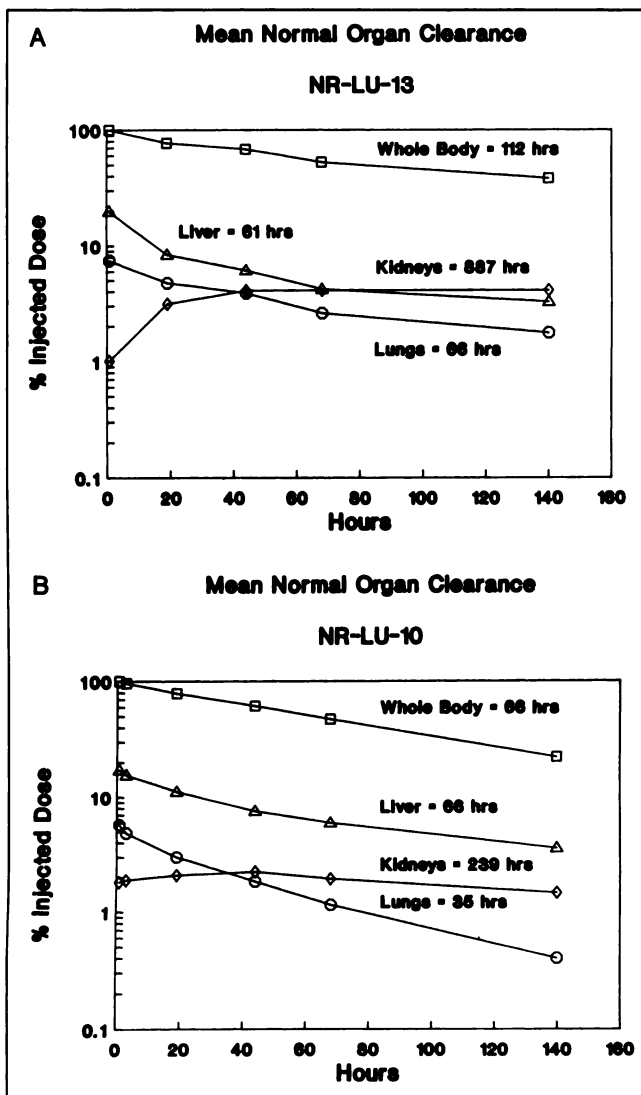 A
Mean Normal Organ Clearance
NR-LU-13
100
10
1
0.1
% Injected Dose
Whole Body = 112 hrs
Liver = 61 hrs
Kidneys = 887 hrs
Lungs = 66 hrs
0 20 40 60 80 100 120 140 160
Hours
B
Mean Normal Organ Clearance
NR-LU-10
100
10
1
0.1
% Injected Dose
Whole Body = 66 hrs
Liver = 66 hrs
Kidneys = 239 hrs
Lungs = 35 hrs
0 20 40 60 80 100 120 140 160
Hours